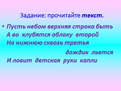 Задание: прочитайте текст.
• Пусть небом верхняя строка быть
А во клубятся облаку второй
На нижнюю сквозь третья
дождик льется
И ловит детская руки капли